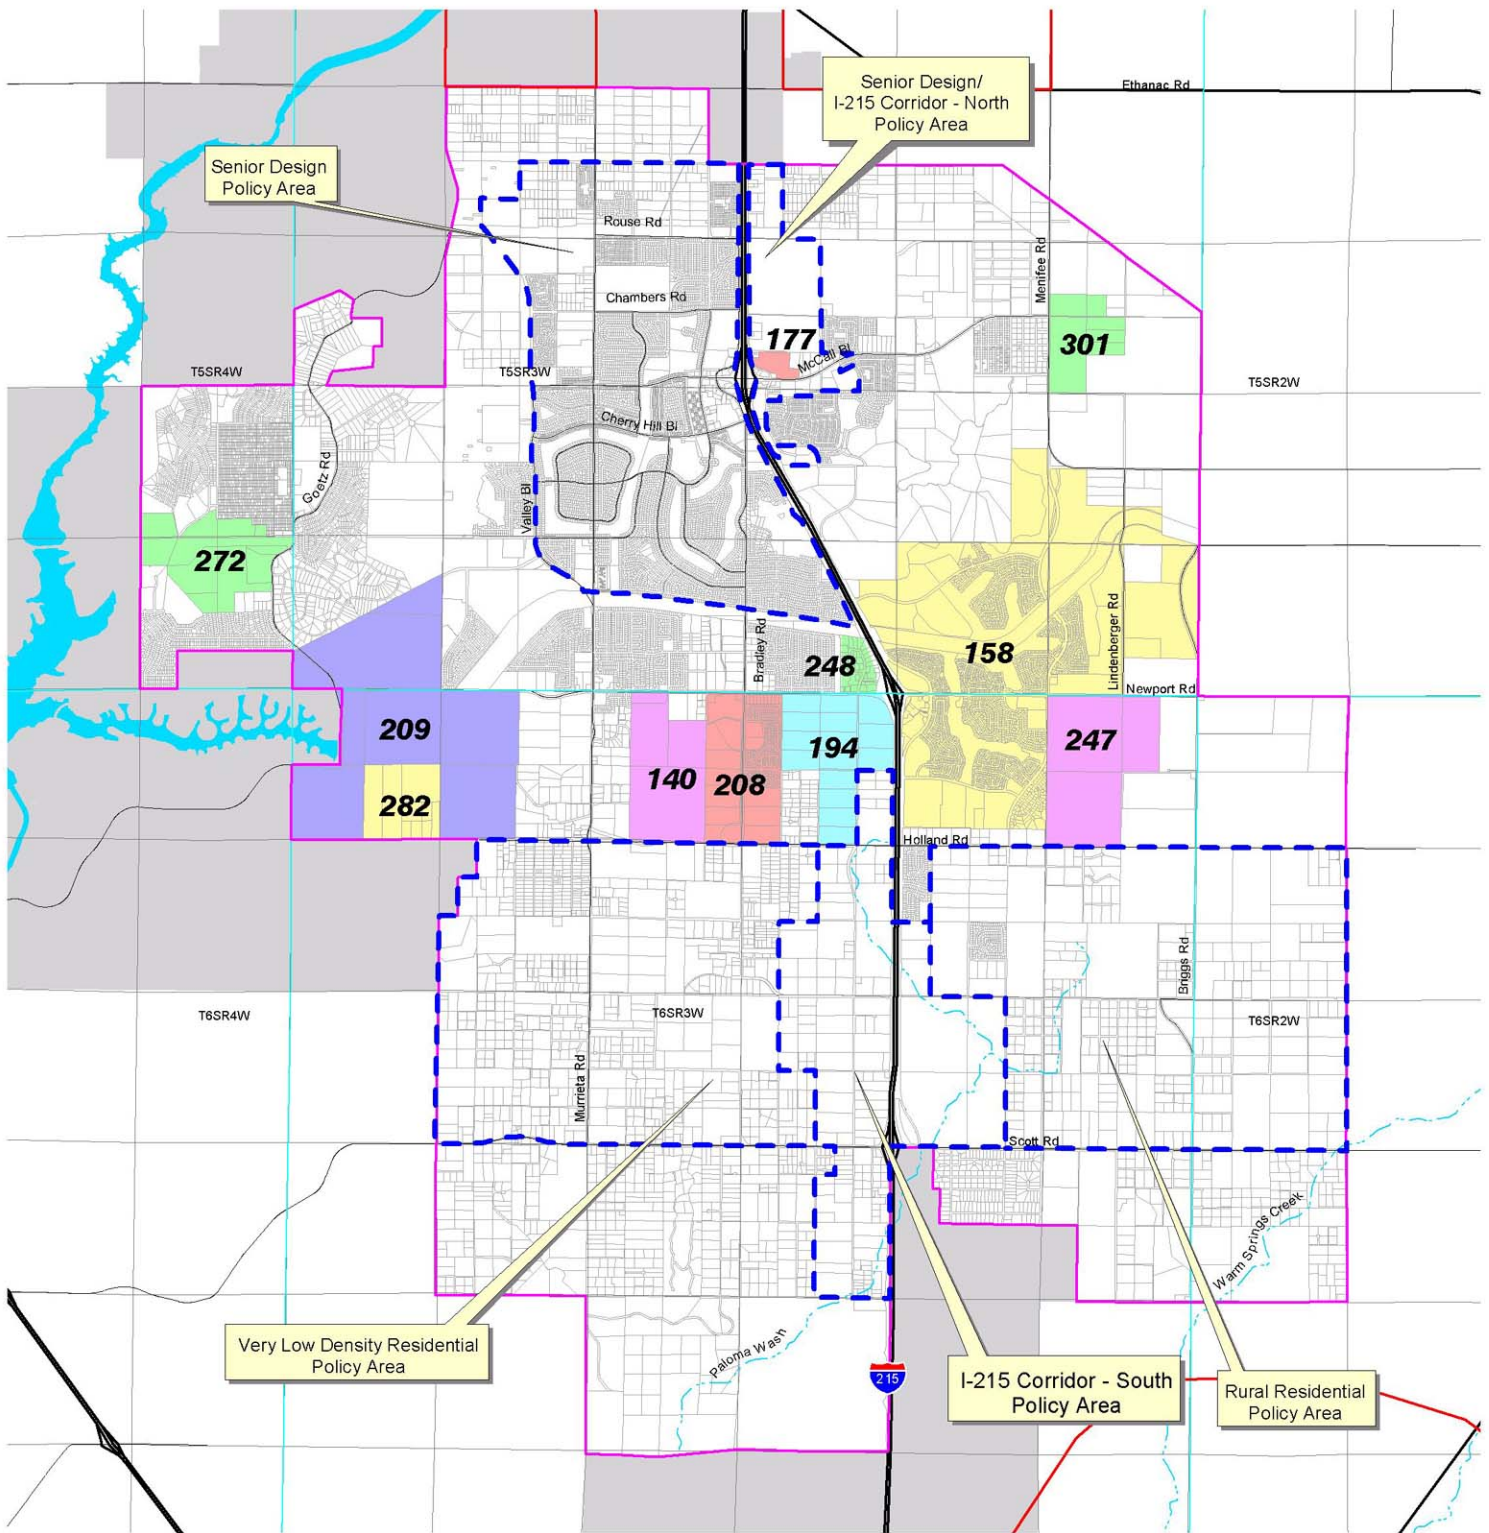 Ethanac Rd
Senior Design/
I-215 Corridor - North
Policy Area
Senior Design
Policy Area
Rouse Rd
Menifee Rd
Chambers Rd
177
301
McCall Bl
T5SR4W
T5SR3W
T5SR2W
Cherry Hill Bl
Goetz Rd
Valley Bl
272
Lindenberger Rd
Bradley Rd
158
248
Newport Rd
209
194
247
140
208
282
Holland Rd
Briggs Rd
T6SR4W
T6SR3W
T6SR2W
Murrieta Rd
Scott Rd
Warm Springs Creek
Very Low Density Residential
Policy Area
Paloma Wash
215
I-215 Corridor - South
Policy Area
Rural Residential
Policy Area